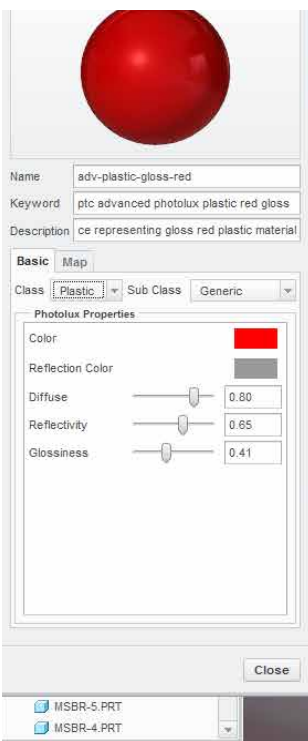 Name adv-plastic-gloss-red
Keyword ptc advanced photolux plastic red gloss
Description ce representing gloss red plastic material
Basic Map
Class Plastic Sub Class Generic
Photolux Properties
Color
Reflection Color
Diffuse 0.80
Reflectivity 0.65
Glossiness 0.41
Close
MSBR-5.PRT
MSBR-4.PRT